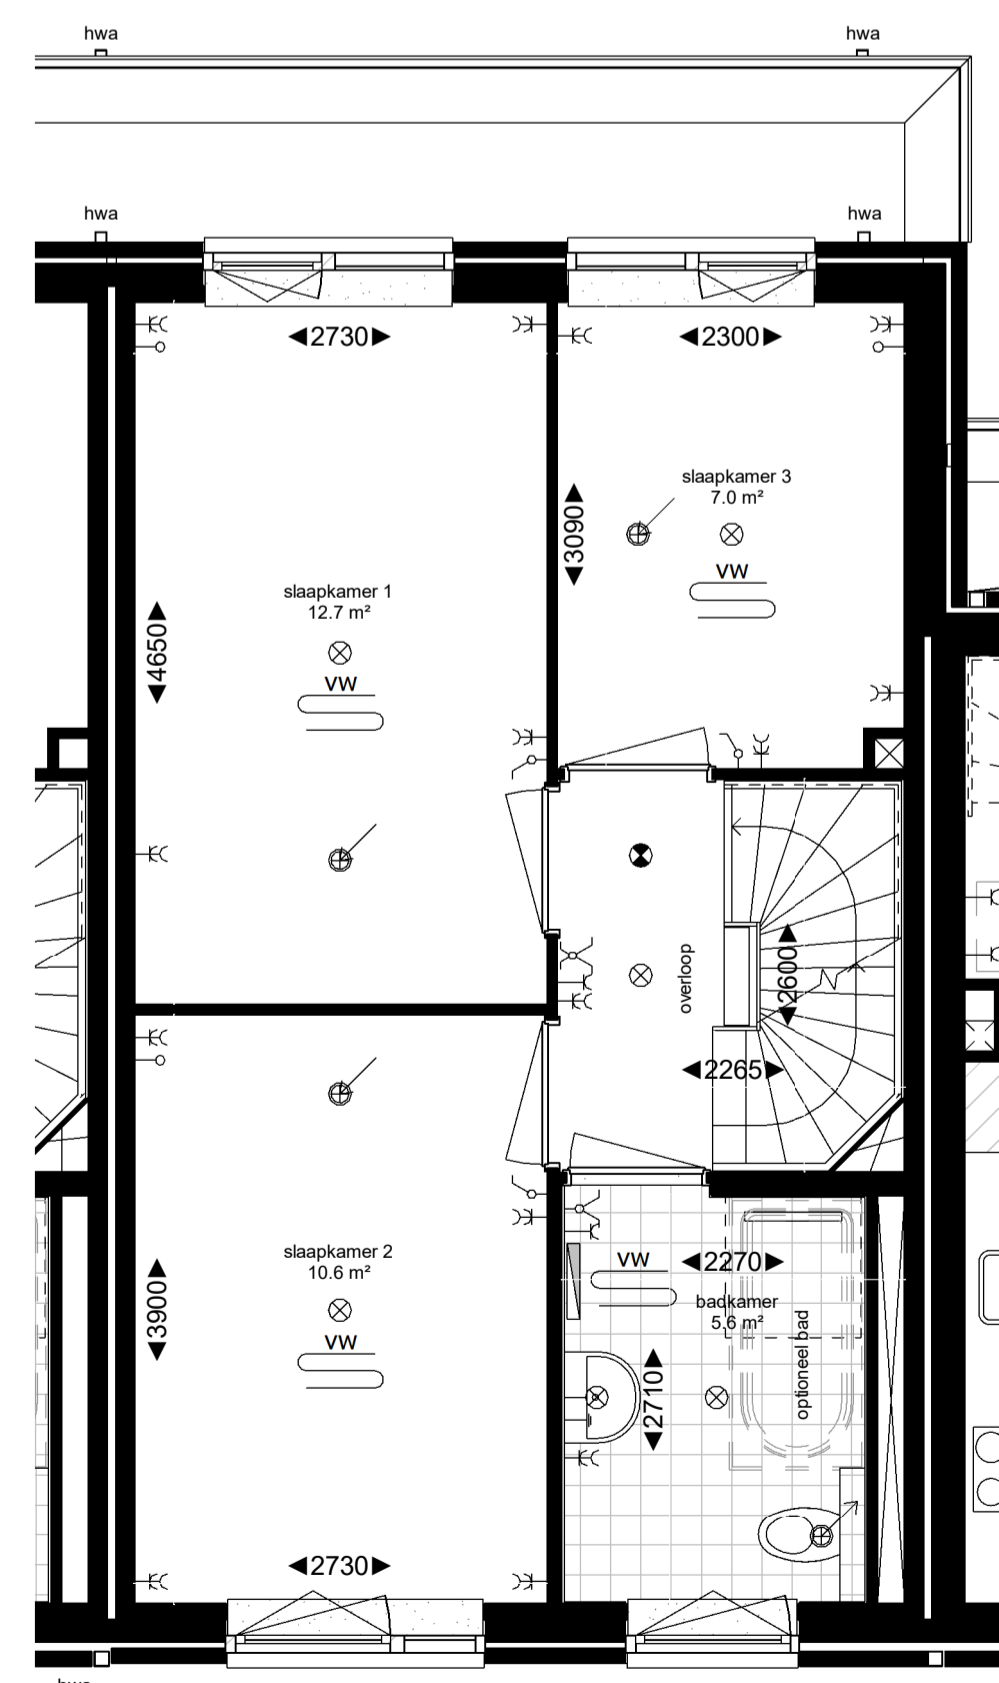 hwa
hwa
hwa
hwa
2730
2300
slaapkamer 3
7.0 m²
3090
VW
slaapkamer 1
12.7 m²
4650
VW
overloop
2600
2265
slaapkamer 2
10.6 m²
3900
VW
VW
2270
badkamer
5.6 m²
optioneel bad
2710
2730